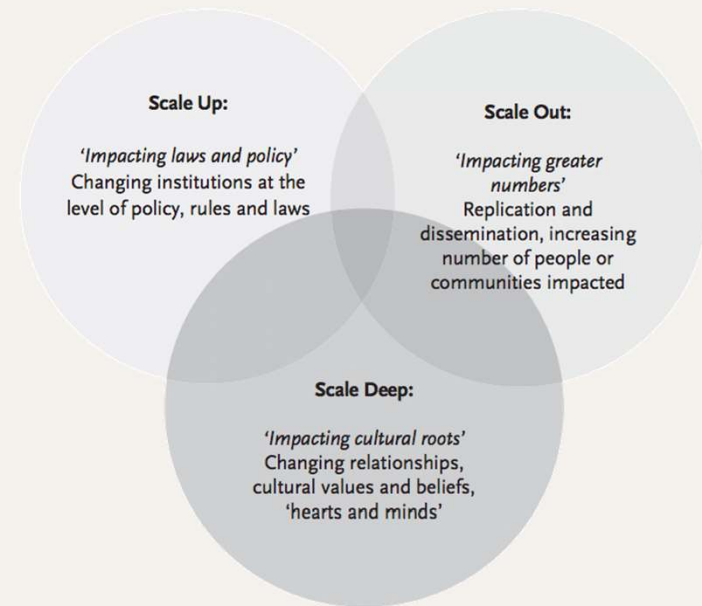 Scale Up:
‘Impacting laws and policy’
Changing institutions at the
level of policy, rules and laws
Scale Out:
‘Impacting greater
numbers’
Replication and
dissemination, increasing
number of people or
communities impacted
Scale Deep:
‘Impacting cultural roots’
Changing relationships,
cultural values and beliefs,
‘hearts and minds’